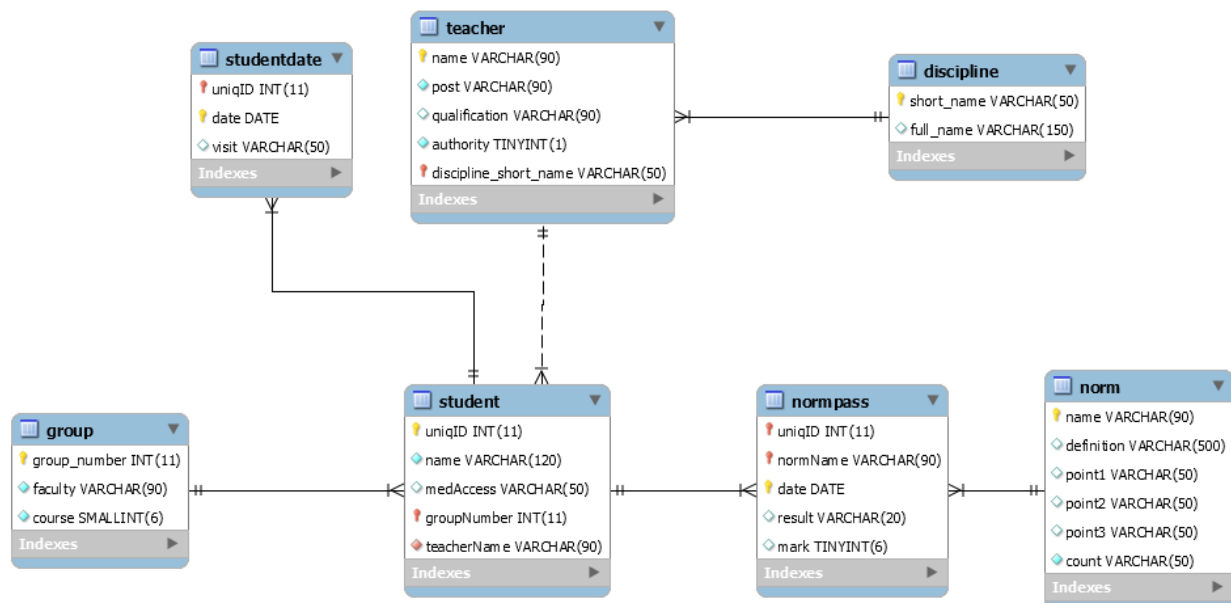 studentdate
uniqID INT(11)
date DATE
visit VARCHAR(50)
Indexes
teacher
name VARCHAR(90)
post VARCHAR(90)
qualification VARCHAR(90)
authority TINYINT(1)
discipline_short_name VARCHAR(50)
Indexes
discipline
short_name VARCHAR(50)
full_name VARCHAR(150)
Indexes
group
group_number INT(11)
faculty VARCHAR(90)
course SMALLINT(6)
Indexes
student
uniqID INT(11)
name VARCHAR(120)
medAccess VARCHAR(50)
groupNumber INT(11)
teacherName VARCHAR(90)
Indexes
normpass
uniqID INT(11)
normName VARCHAR(90)
date DATE
result VARCHAR(20)
mark TINYINT(6)
Indexes
norm
name VARCHAR(90)
definition VARCHAR(500)
point1 VARCHAR(50)
point2 VARCHAR(50)
point3 VARCHAR(50)
count VARCHAR(50)
Indexes